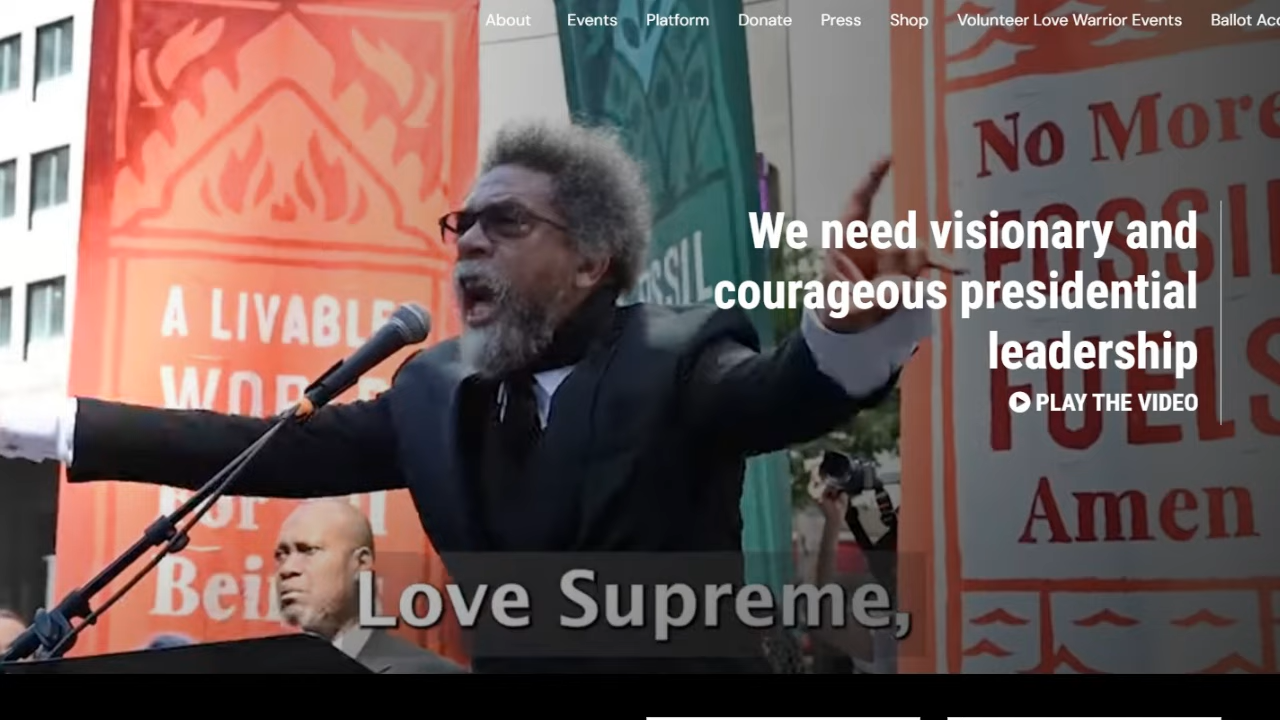 About Events Platform Donate Press Shop Volunteer Love Warrior Events Ballot
No More
A LIVABLE
We need visionary and
courageous presidential
leadership
PLAY THE VIDEO
FOSSIL
FUELS
Amen
Love Supreme,